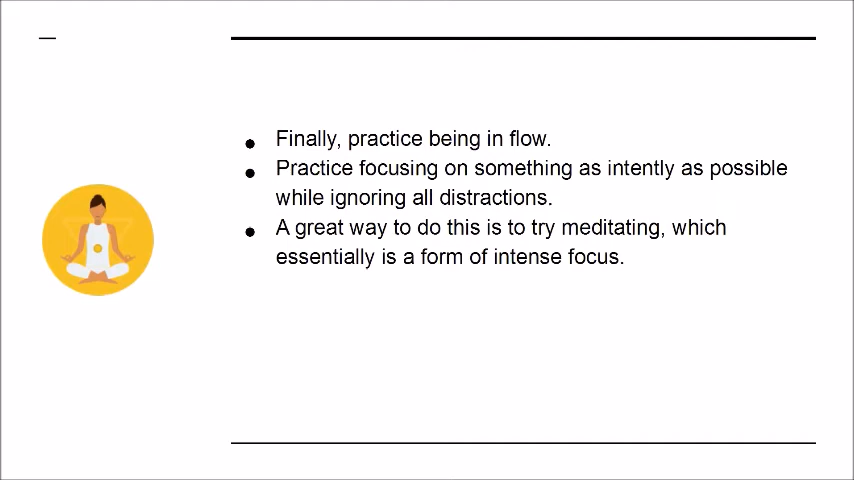 Finally, practice being in flow.
Practice focusing on something as intently as possible
while ignoring all distractions.
A great way to do this is to try meditating, which
essentially is a form of intense focus.